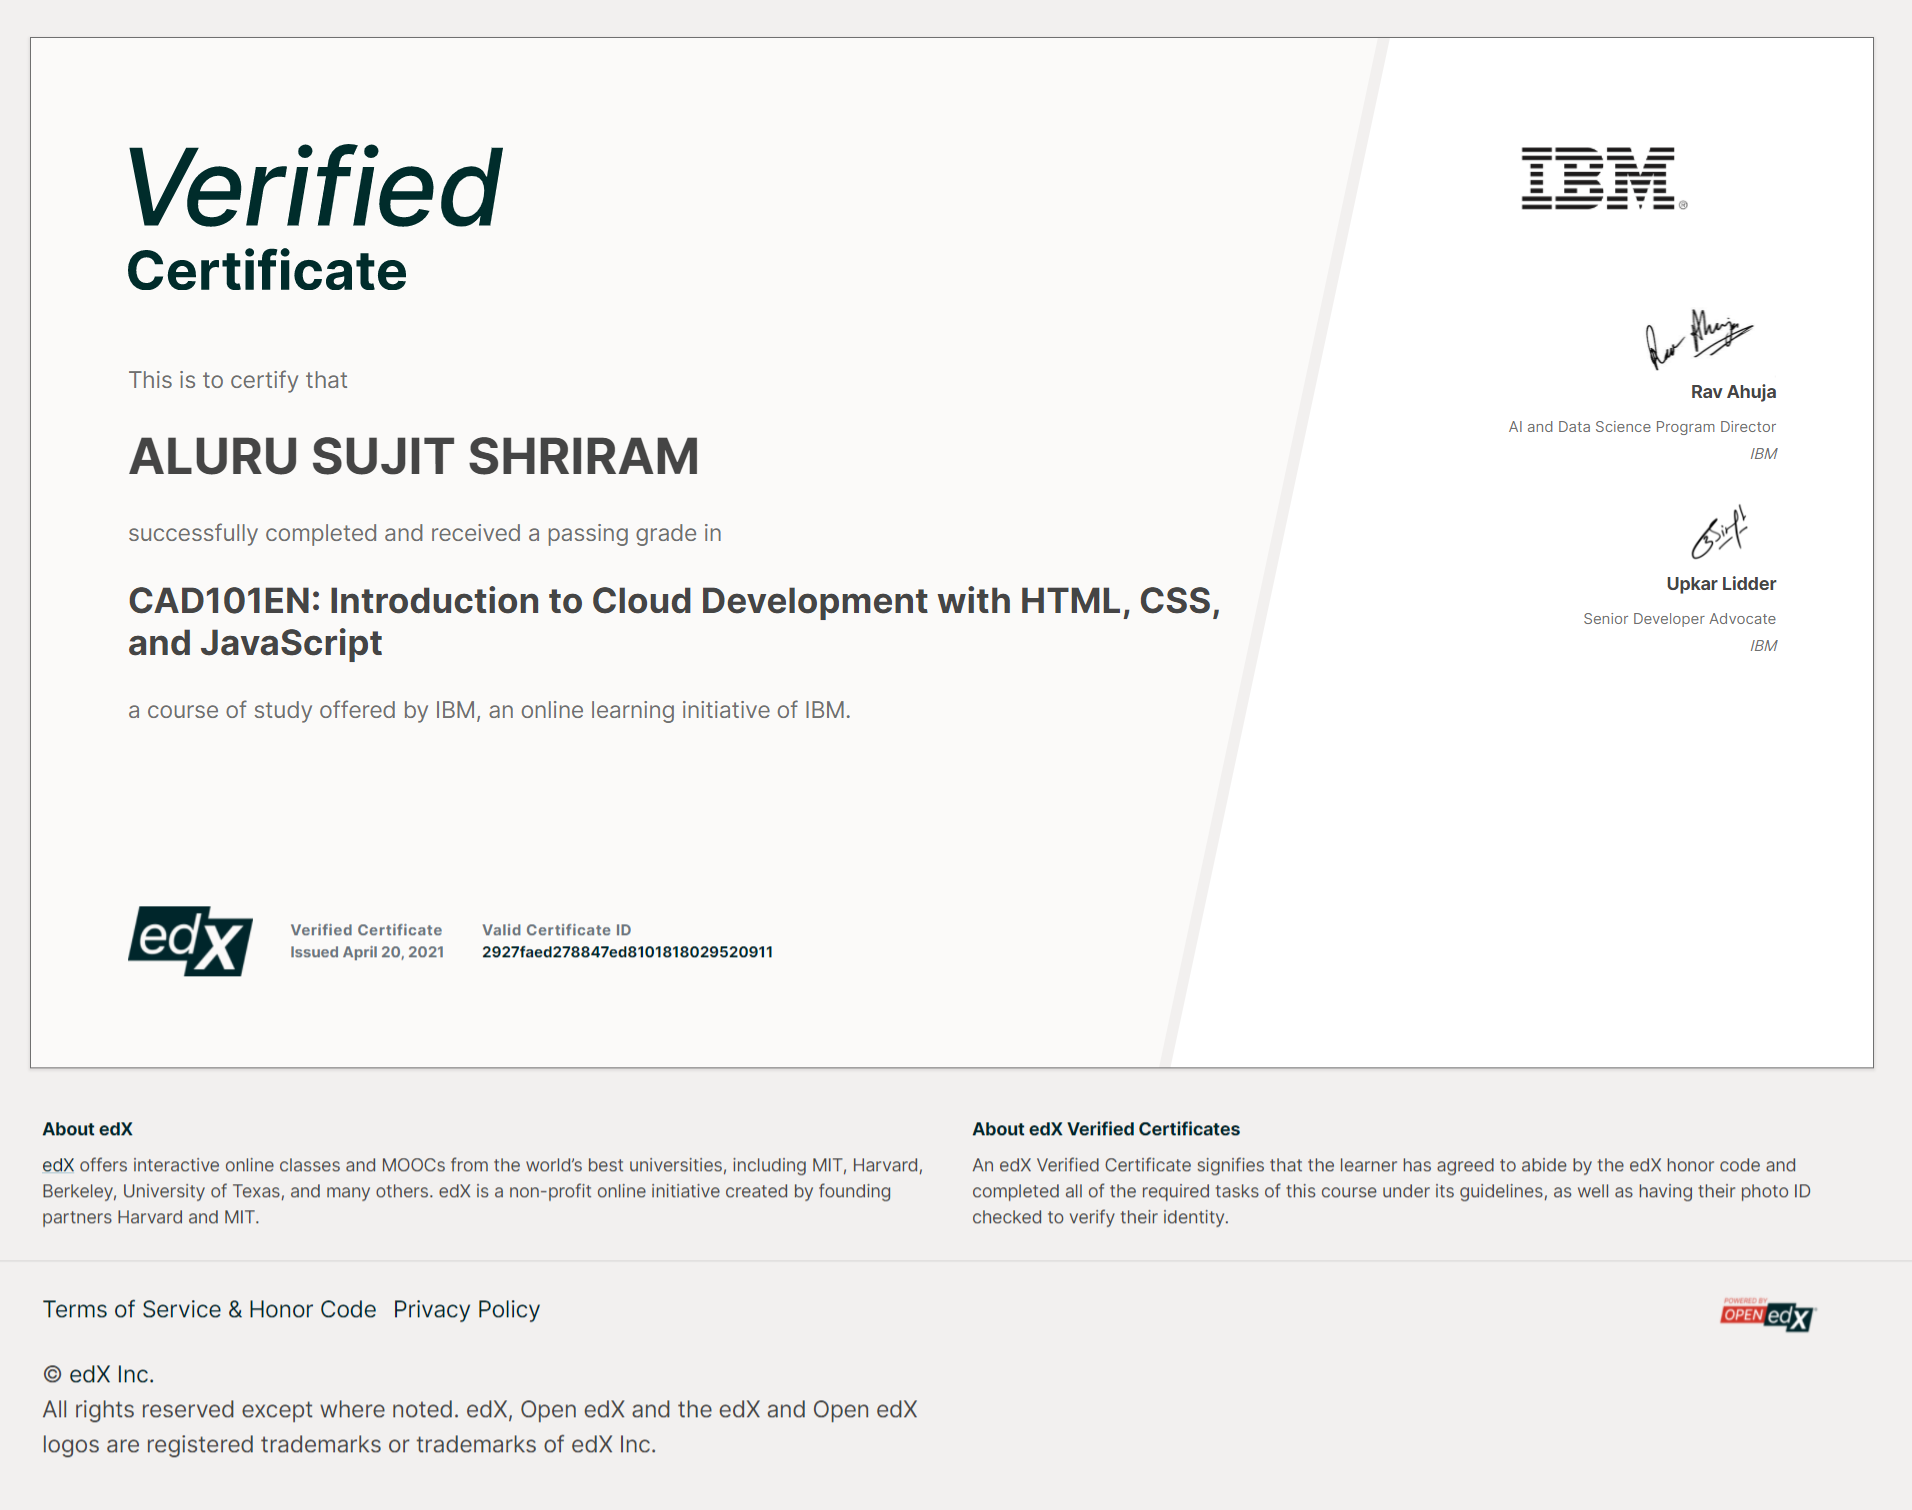 Verified
Certificate
This is to certify that
ALURU SUJIT SHRIRAM
successfully completed and received a passing grade in
CAD101EN: Introduction to Cloud Development with HTML, CSS,
and JavaScript
a course of study offered by IBM, an online learning initiative of IBM.
edX
Verified Certificate
Issued April 20, 2021
Valid Certificate ID
2927faed278847ed8101818029520911
IBM®
Rav Ahuja
Rav Ahuja
AI and Data Science Program Director
IBM
Upkar Lidder
Senior Developer Advocate
IBM
About edX
edX offers interactive online classes and MOOCs from the world's best universities, including MIT, Harvard,
Berkeley, University of Texas, and many others. edX is a non-profit online initiative created by founding
partners Harvard and MIT.
About edX Verified Certificates
An edX Verified Certificate signifies that the learner has agreed to abide by the edX honor code and
completed all of the required tasks of this course under its guidelines, as well as having their photo ID
checked to verify their identity.
Terms of Service & Honor Code Privacy Policy
POWERED BY
OPEN edX
© edX Inc.
All rights reserved except where noted. edX, Open edX and the edX and Open edX
logos are registered trademarks or trademarks of edX Inc.